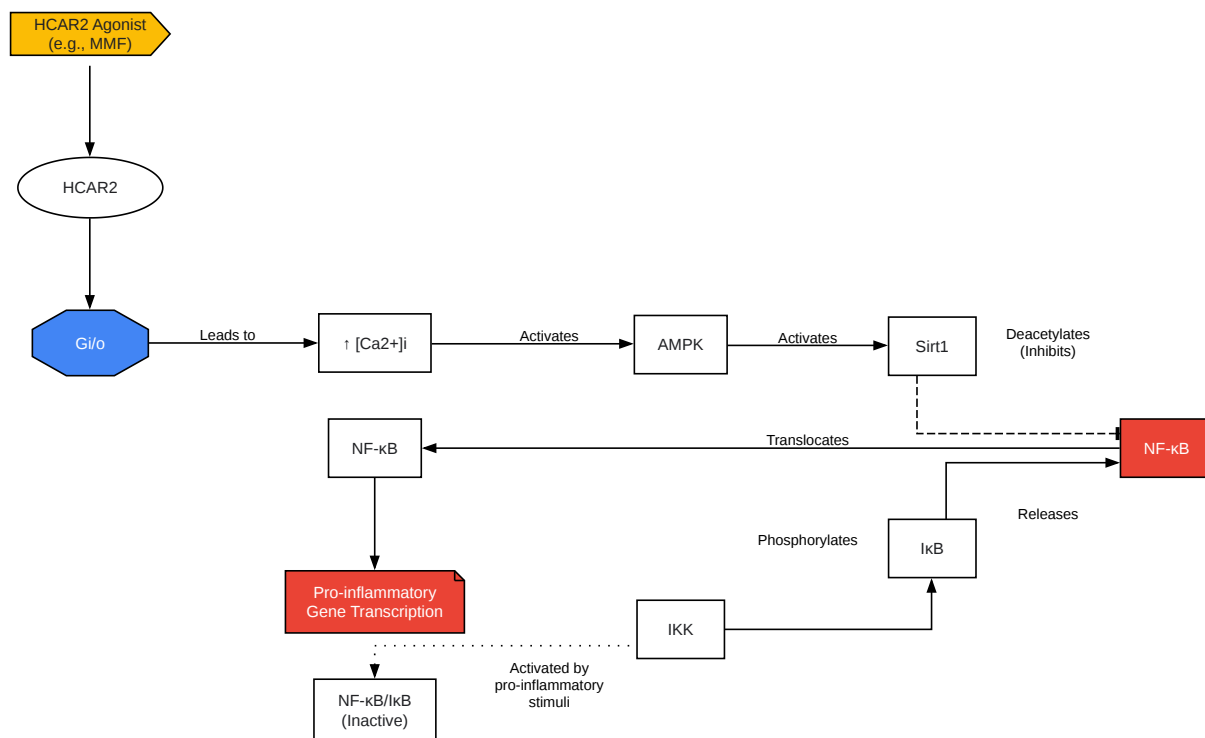 HCAR2 Agonist
(e.g., MMF)
HCAR2
Gi/o
Leads to
↑ [Ca2+]i
Activates
AMPK
Activates
Sirt1
Deacetylates
(Inhibits)
NF-κB
Translocates
NF-κB
Releases
Phosphorylates
IκB
Pro-inflammatory
Gene Transcription
IKK
Activated by
pro-inflammatory
stimuli
NF-κB/IκB
(Inactive)